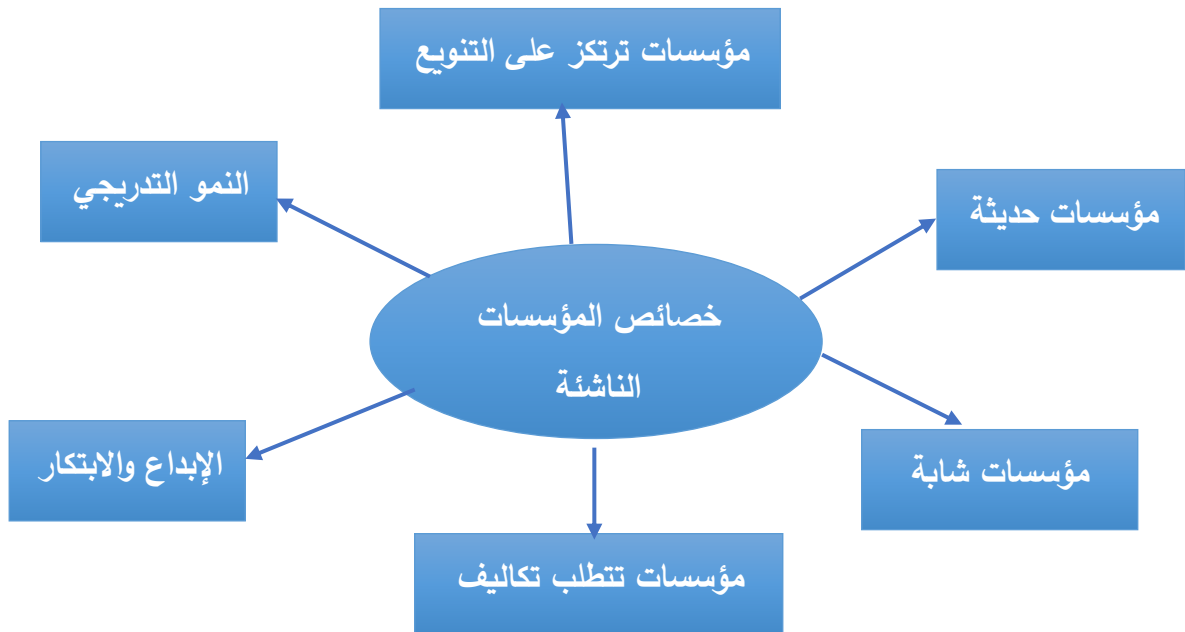 مؤسسات ترتكز على التنويع
النمو التدريجي
مؤسسات حديثة
خصائص المؤسسات
الناشئة
الإبداع والابتكار
مؤسسات شابة
مؤسسات تتطلب تكاليف